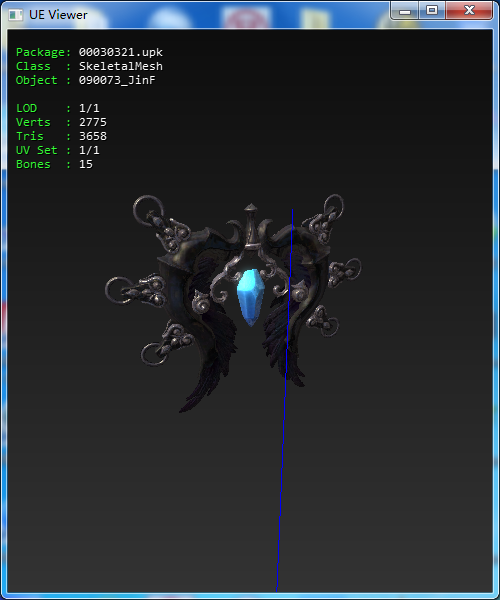 UE Viewer
Package: 00030321.upk
Class : SkeletalMesh
Object : 090073_JinF
LOD : 1/1
Verts : 2775
Tris : 3658
UV Set : 1/1
Bones : 15